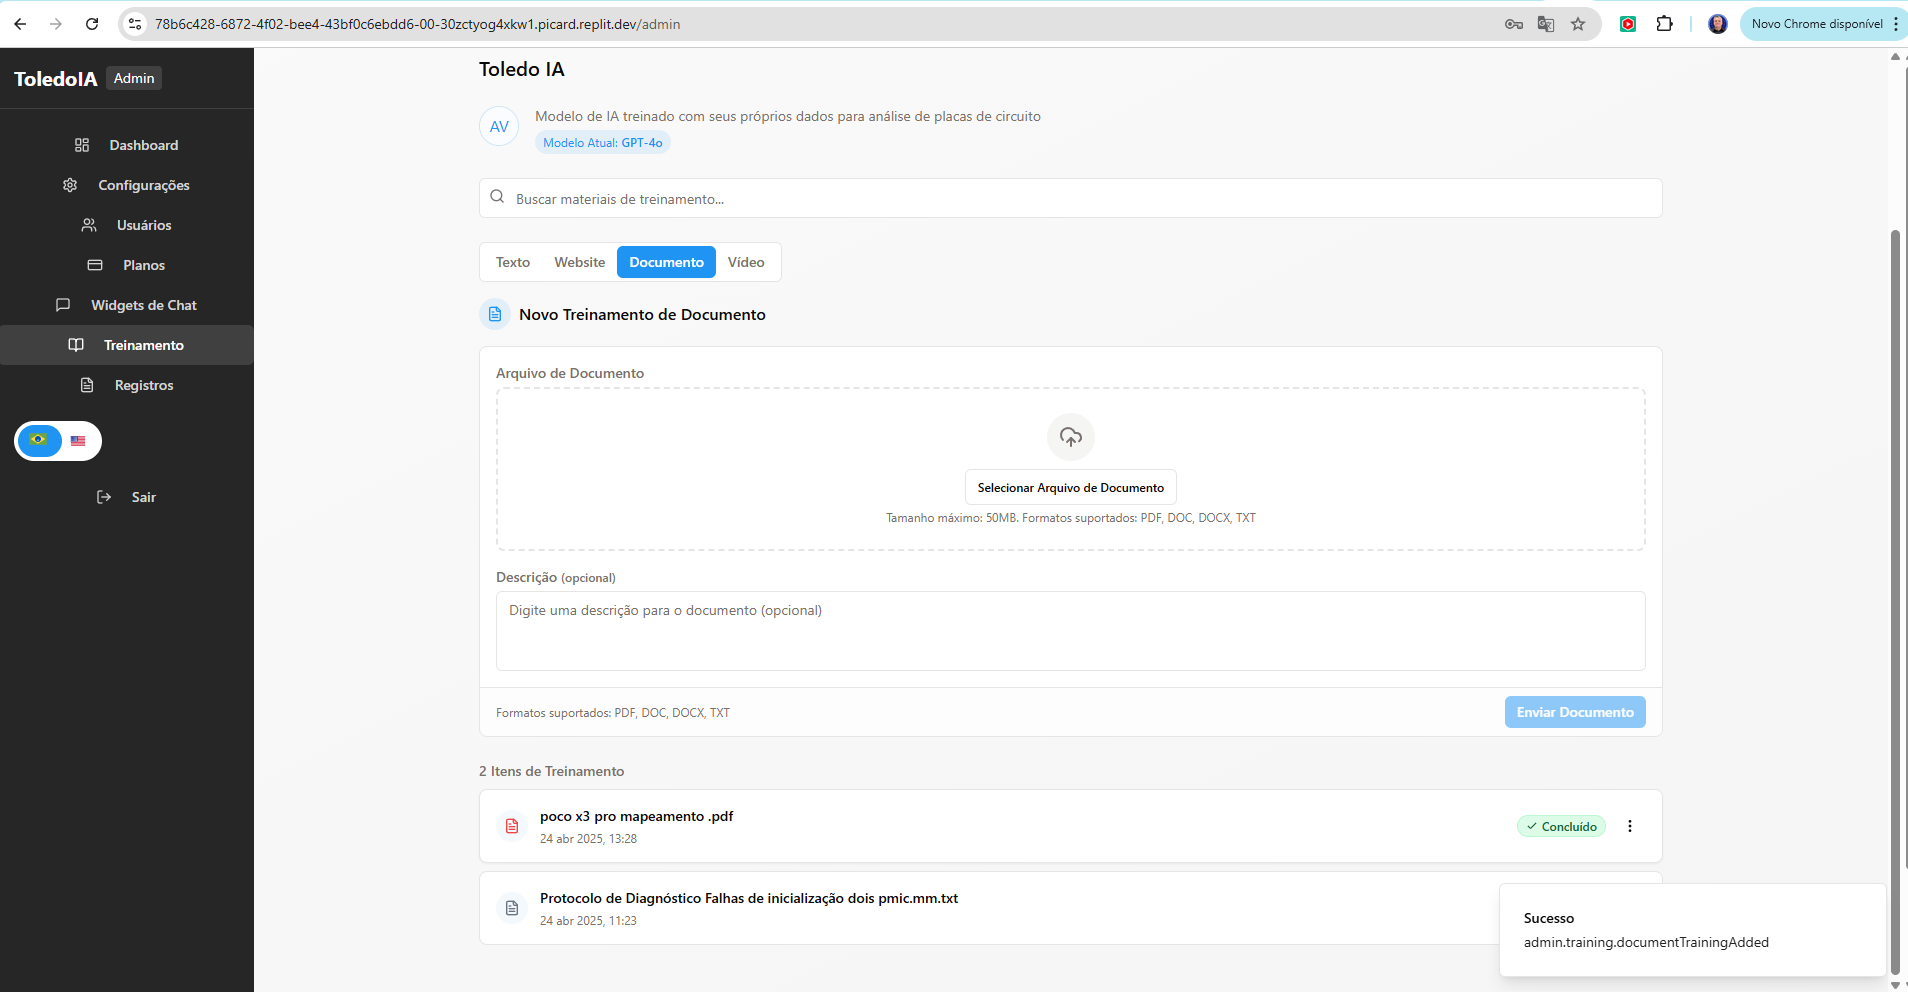 78b6c428-6872-4f02-bee4-43bf0c6ebdd6-00-30zctyog4xkw1.picard.replit.dev/admin
Novo Chrome disponível
ToledoIA Admin
Dashboard
Configurações
Usuários
Planos
Widgets de Chat
Treinamento
Registros
Sair
Toledo IA
AV
Modelo de IA treinado com seus próprios dados para análise de placas de circuito
Modelo Atual: GPT-4o
Buscar materiais de treinamento...
Texto Website Documento Vídeo
Novo Treinamento de Documento
Arquivo de Documento
Selecionar Arquivo de Documento
Tamanho máximo: 50MB. Formatos suportados: PDF, DOC, DOCX, TXT
Descrição (opcional)
Digite uma descrição para o documento (opcional)
Formatos suportados: PDF, DOC, DOCX, TXT
Enviar Documento
2 Itens de Treinamento
poco x3 pro mapeamento .pdf
24 abr 2025, 13:28
Concluído
Protocolo de Diagnóstico Falhas de inicialização dois pmic.mm.txt
24 abr 2025, 11:23
Sucesso
admin.training.documentTrainingAdded